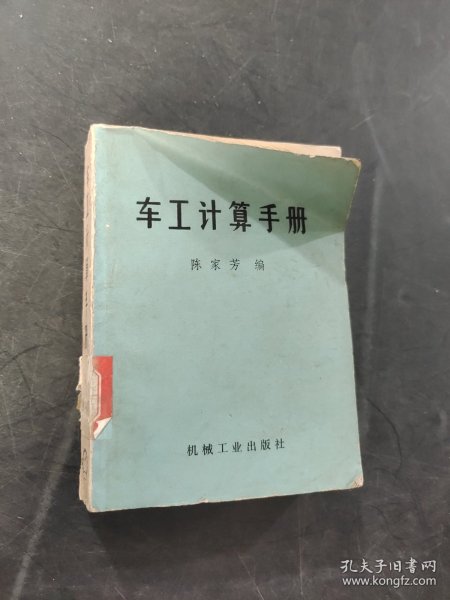 车工计算手册
陈家芳 编
机械工业出版社
孔夫子旧书网
www.kongfz.com